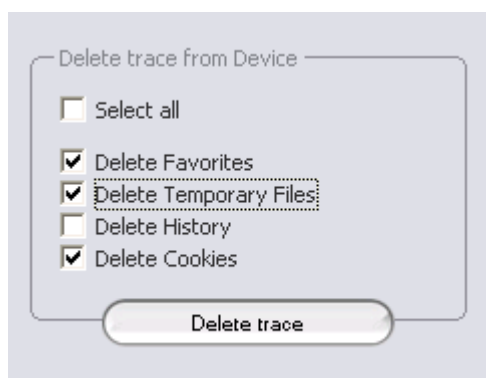 Delete trace from Device
Select all
Delete Favorites
Delete Temporary Files
Delete History
Delete Cookies
Delete trace